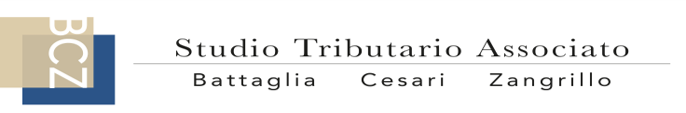 BCZ
Studio Tributario Associato
Battaglia Cesari Zangrillo